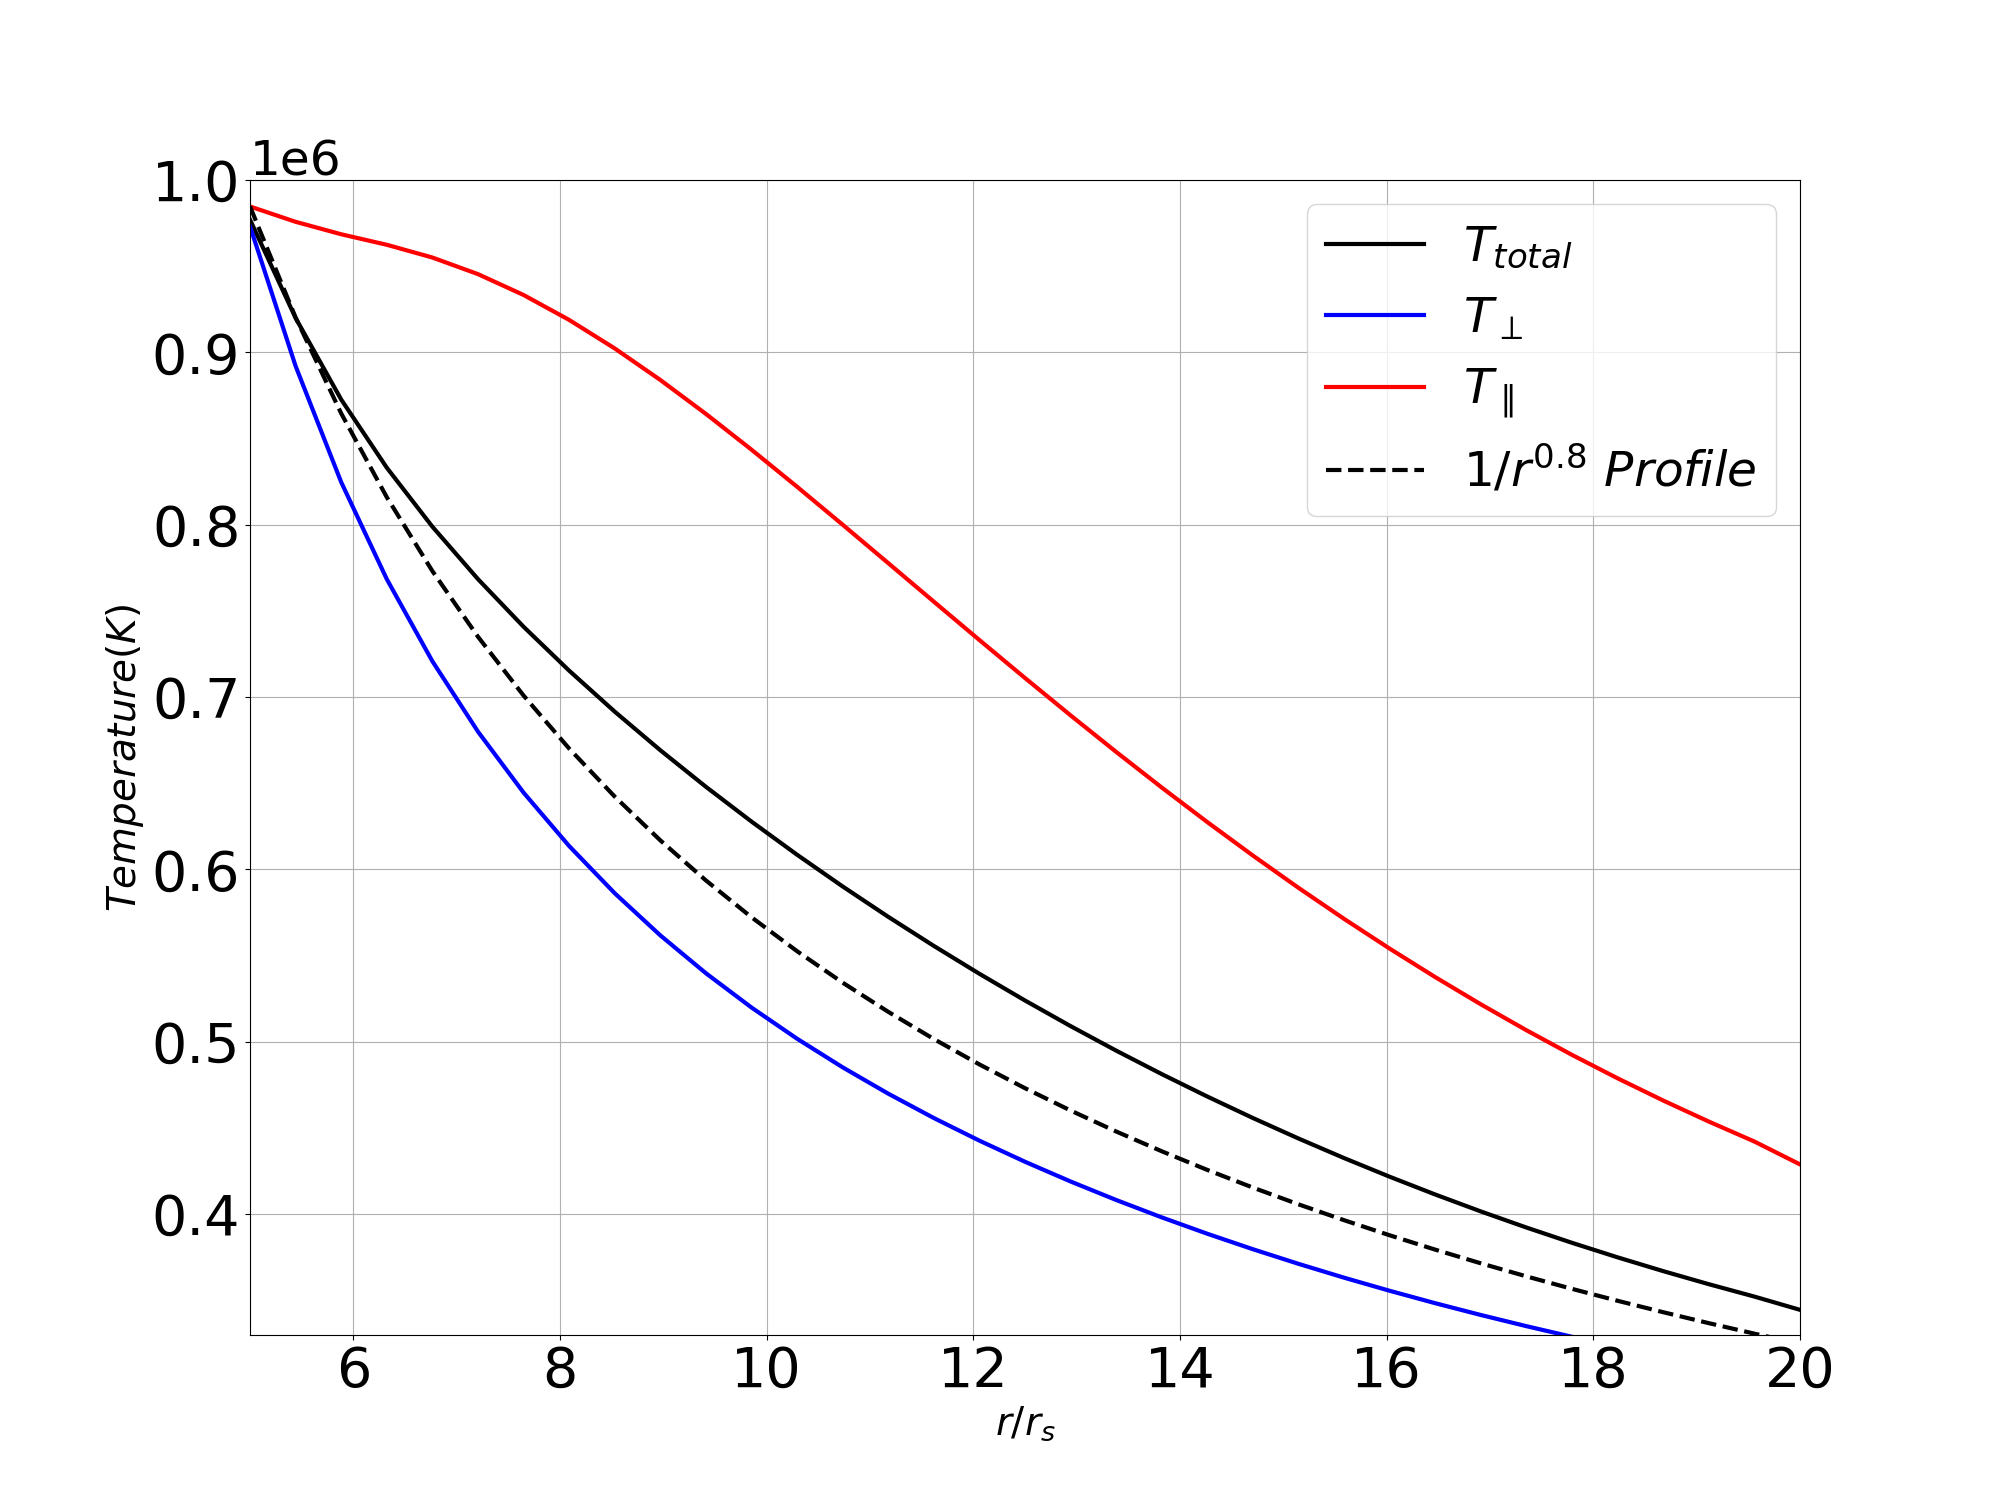 1e6
1.0
0.9
0.8
0.7
0.6
0.5
0.4
Temperature(K)
T_total
T_⊥
T_∥
1/r^0.8 Profile
6 8 10 12 14 16 18 20
r/r_s